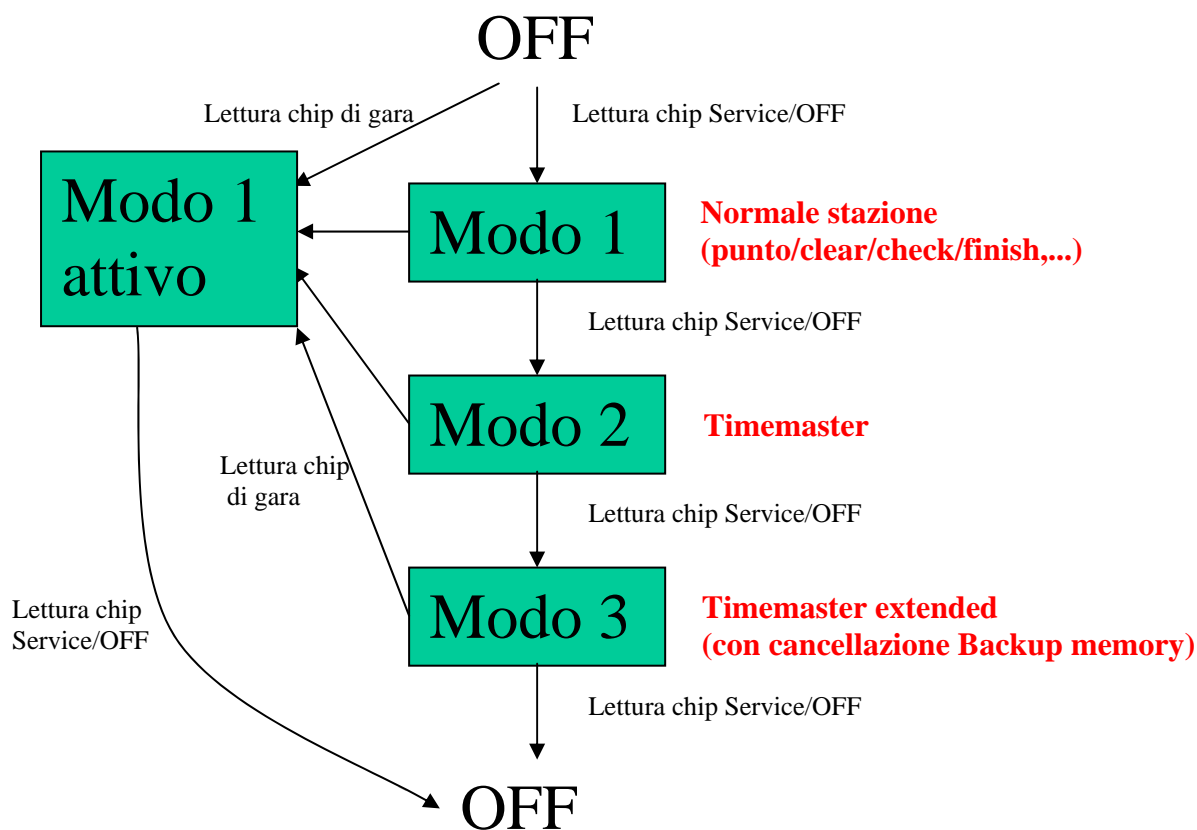 OFF
Lettura chip di gara
Lettura chip Service/OFF
Modo 1
attivo
Modo 1
Normale stazione
(punto/clear/check/finish,...)
Lettura chip Service/OFF
Modo 2
Timemaster
Lettura chip
di gara
Lettura chip Service/OFF
Modo 3
Timemaster extended
(con cancellazione Backup memory)
Lettura chip
Service/OFF
Lettura chip Service/OFF
OFF